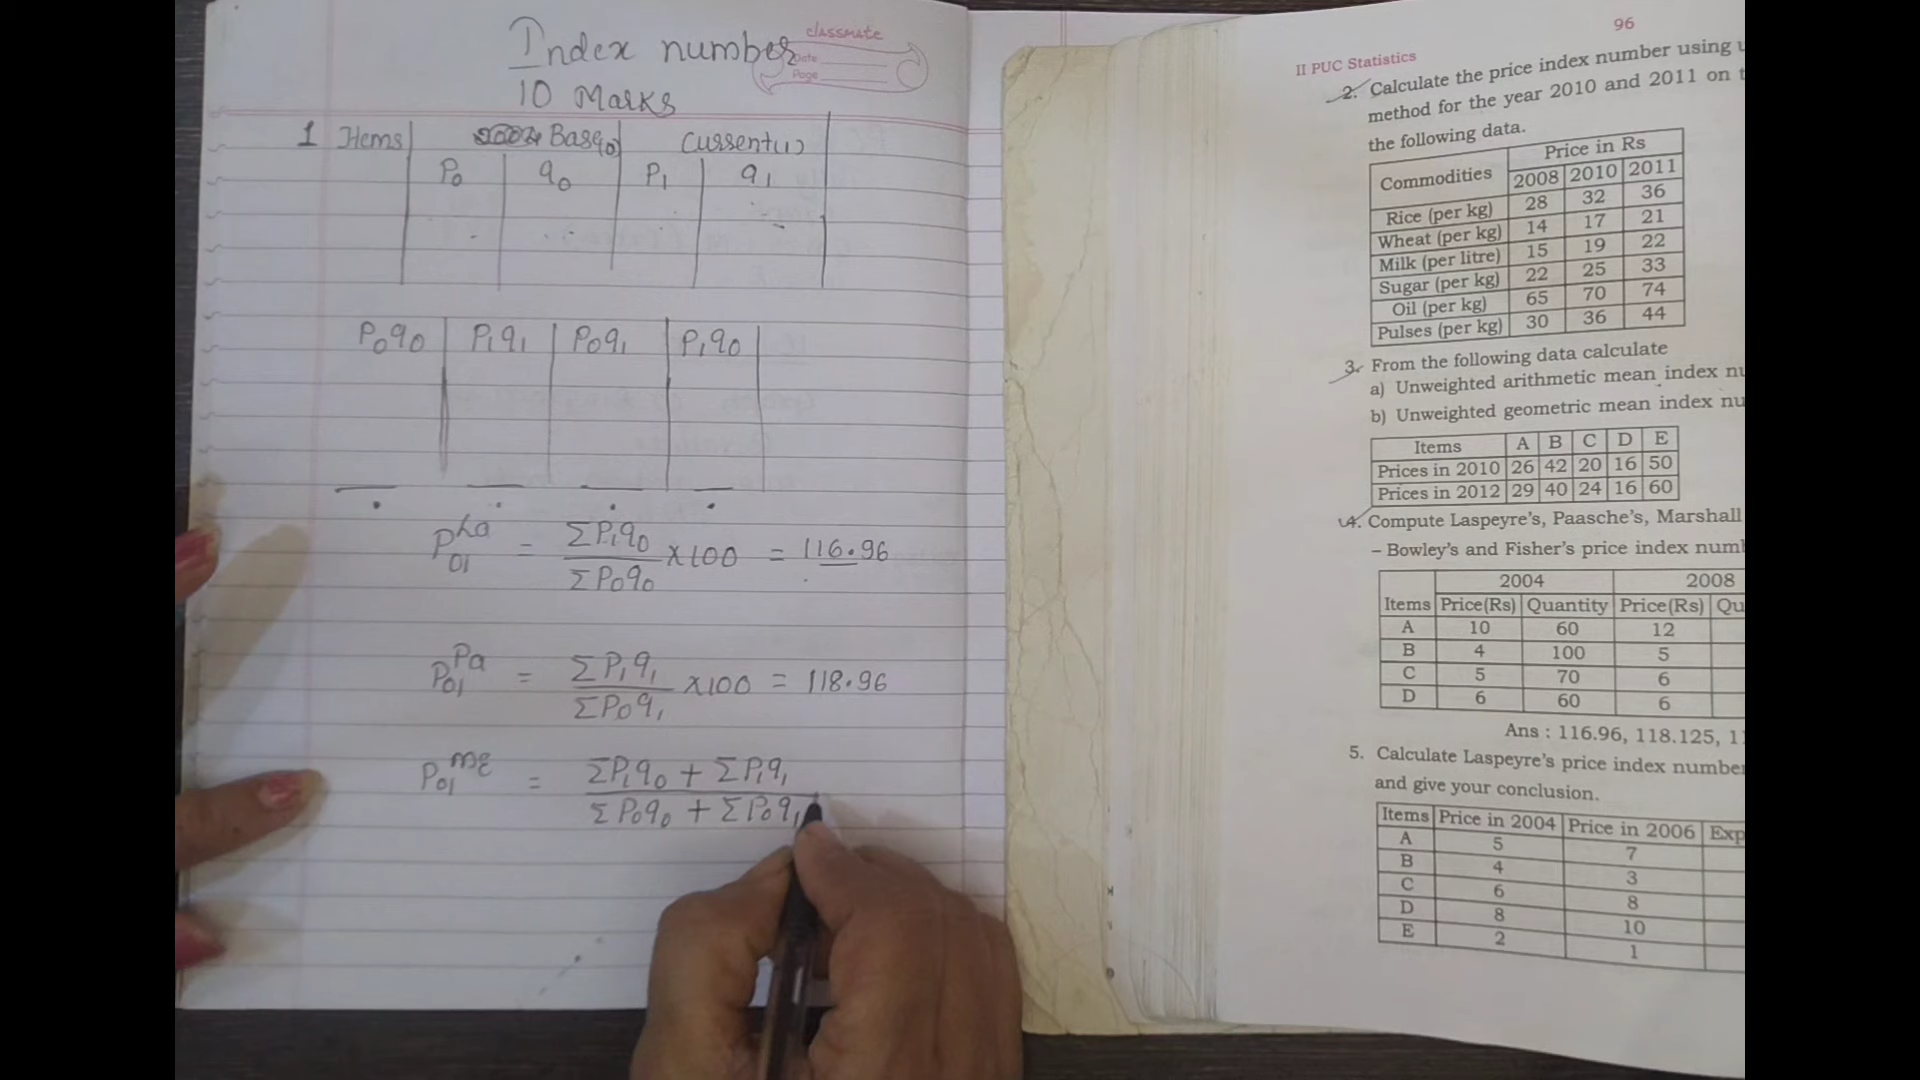 Index number
classmate
Date
Page
10 Marks
1 Items Base(0) Current(1)
P0 q0 P1 q1
P0q0 P1q1 P0q1 P1q0
P01^La = ΣP1q0 / ΣP0q0 ×100 = 116.96
P01^Pa = ΣP1q1 / ΣP0q1 ×100 = 118.96
P01^ME = ΣP1q0 + ΣP1q1 / ΣP0q0 + ΣP0q1
96
II PUC Statistics
2. Calculate the price index number using
method for the year 2010 and 2011 on
the following data.
Commodities Price in Rs
2008 2010 2011
Rice (per kg) 28 32 36
Wheat (per kg) 14 17 21
Milk (per litre) 15 19 22
Sugar (per kg) 22 25 33
Oil (per kg) 65 70 74
Pulses (per kg) 30 36 44
3. From the following data calculate
a) Unweighted arithmetic mean index
b) Unweighted geometric mean index
Items A B C D E
Prices in 2010 26 42 20 16 50
Prices in 2012 29 40 24 16 60
4. Compute Laspeyre's, Paasche's, Marshall
– Bowley's and Fisher's price index
2004 2008
Items Price(Rs) Quantity Price(Rs)
A 10 60 12
B 4 100 5
C 5 70 6
D 6 60 6
Ans : 116.96, 118.125,
5. Calculate Laspeyre's price index number
and give your conclusion.
Items Price in 2004 Price in 2006
A 5 7
B 4 3
C 6 8
D 8 10
E 2 1